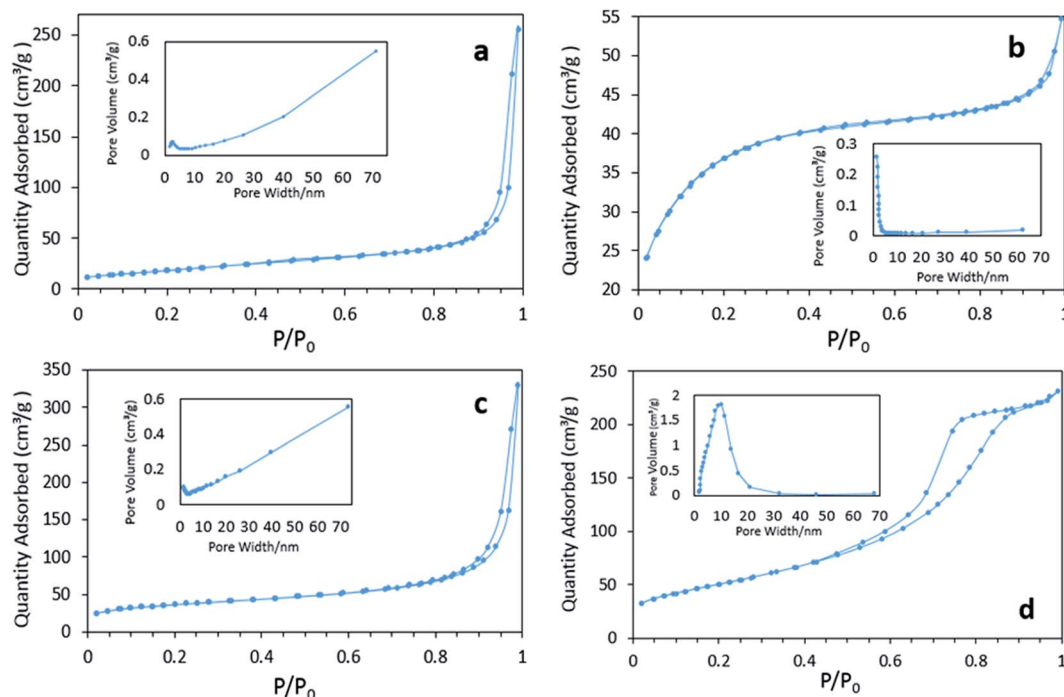 a
Quantity Adsorbed (cm³/g)
250
200
150
100
50
0
0 0.2 0.4 0.6 0.8 1
P/P₀
Pore Volume (cm³/g)
0.6
0.4
0.2
0
0 10 20 30 40 50 60 70
Pore Width/nm
b
Quantity Adsorbed (cm³/g)
55
50
45
40
35
30
25
20
0 0.2 0.4 0.6 0.8 1
P/P₀
Pore Volume (cm³/g)
0.3
0.2
0.1
0
0 10 20 30 40 50 60 70
Pore Width/nm
c
Quantity Adsorbed (cm³/g)
350
300
250
200
150
100
50
0
0 0.2 0.4 0.6 0.8 1
P/P₀
Pore Volume (cm³/g)
0.6
0.4
0.2
0
0 10 20 30 40 50 60 70
Pore Width/nm
d
Quantity Adsorbed (cm³/g)
250
200
150
100
50
0
0 0.2 0.4 0.6 0.8 1
P/P₀
Pore Volume (cm³/g)
2
1.5
1
0.5
0
0 10 20 30 40 50 60 70
Pore Width/nm